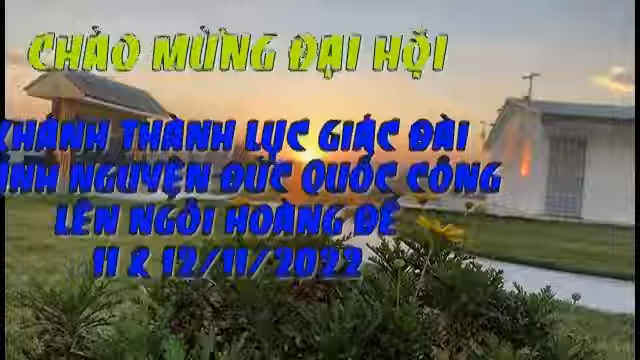 CHÀO MỪNG ĐẠI HỘI
KHÁNH THÀNH LỤC GIÁC ĐÀI
NGUYỆN ĐỨC QUỐC CÔNG
LÊN NGÔI HOÀNG ĐẾ
11 & 12/11/2022